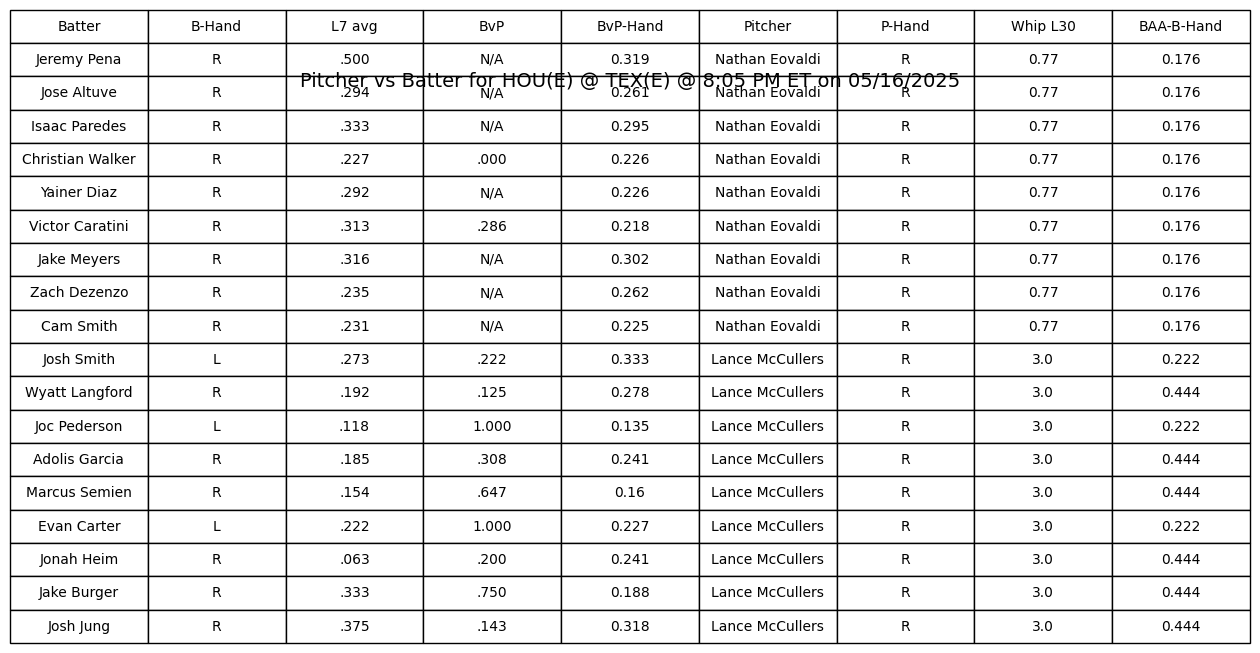 Batter B-Hand L7 avg BvP BvP-Hand Pitcher P-Hand Whip L30 BAA-B-Hand
Jeremy Pena R .500 N/A 0.319 Nathan Eovaldi R 0.77 0.176
Pitcher vs Batter for HOU(E) @ TEX(E) @ 8:05 PM ET on 05/16/2025
Jose Altuve R .294 N/A 0.261 Nathan Eovaldi R 0.77 0.176
Isaac Paredes R .333 N/A 0.295 Nathan Eovaldi R 0.77 0.176
Christian Walker R .227 .000 0.226 Nathan Eovaldi R 0.77 0.176
Yainer Diaz R .292 N/A 0.226 Nathan Eovaldi R 0.77 0.176
Victor Caratini R .313 .286 0.218 Nathan Eovaldi R 0.77 0.176
Jake Meyers R .316 N/A 0.302 Nathan Eovaldi R 0.77 0.176
Zach Dezenzo R .235 N/A 0.262 Nathan Eovaldi R 0.77 0.176
Cam Smith R .231 N/A 0.225 Nathan Eovaldi R 0.77 0.176
Josh Smith L .273 .222 0.333 Lance McCullers R 3.0 0.222
Wyatt Langford R .192 .125 0.278 Lance McCullers R 3.0 0.444
Joc Pederson L .118 1.000 0.135 Lance McCullers R 3.0 0.222
Adolis Garcia R .185 .308 0.241 Lance McCullers R 3.0 0.444
Marcus Semien R .154 .647 0.16 Lance McCullers R 3.0 0.444
Evan Carter L .222 1.000 0.227 Lance McCullers R 3.0 0.222
Jonah Heim R .063 .200 0.241 Lance McCullers R 3.0 0.444
Jake Burger R .333 .750 0.188 Lance McCullers R 3.0 0.444
Josh Jung R .375 .143 0.318 Lance McCullers R 3.0 0.444